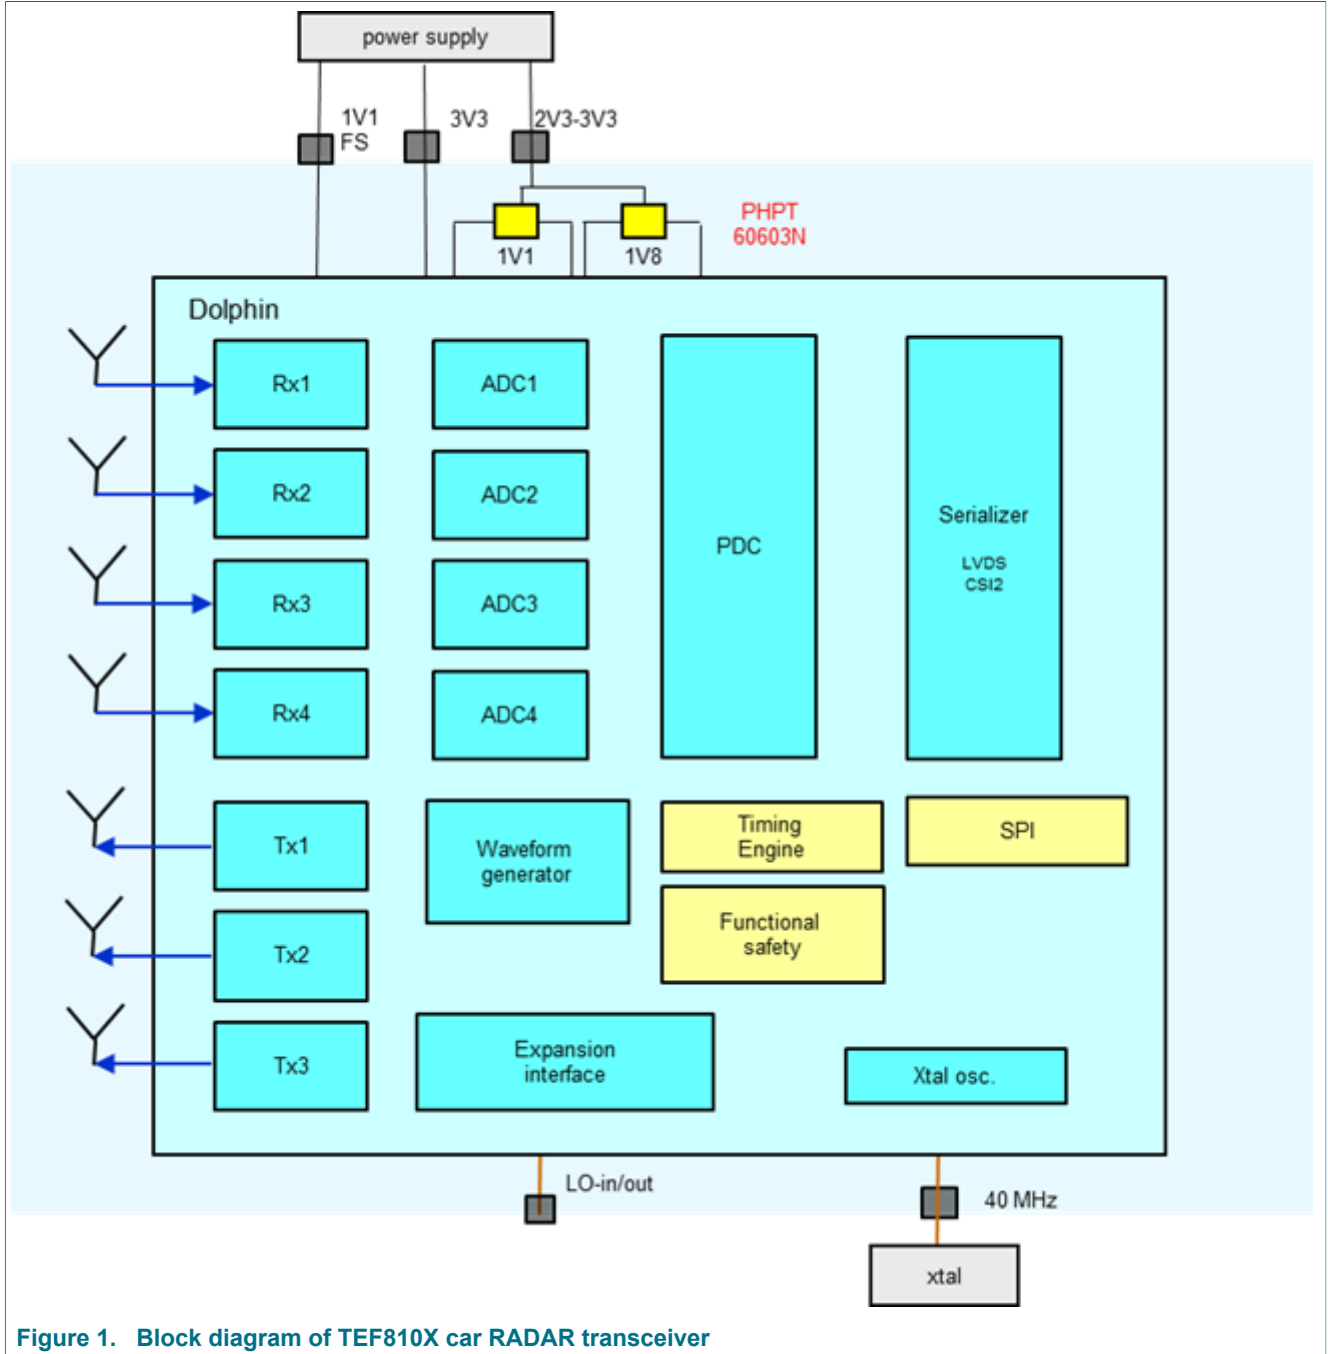 power supply
1V1
FS
3V3
2V3-3V3
PHPT
60603N
1V1
1V8
Dolphin
Rx1
ADC1
Rx2
ADC2
Rx3
ADC3
Rx4
ADC4
PDC
Serializer
LVDS
CSI2
Tx1
Waveform
generator
Timing
Engine
SPI
Functional
safety
Tx2
Tx3
Expansion
interface
Xtal osc.
LO-in/out
40 MHz
xtal
Figure 1. Block diagram of TEF810X car RADAR transceiver